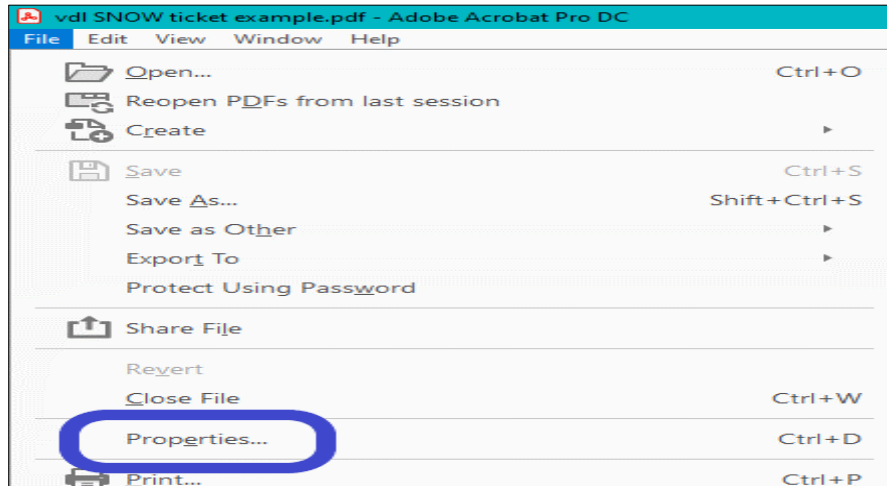 vdI SNOW ticket example.pdf - Adobe Acrobat Pro DC
File Edit View Window Help
Open... Ctrl+O
Reopen PDFs from last session
Create
Save Ctrl+S
Save As... Shift+Ctrl+S
Save as Other
Export To
Protect Using Password
Share File
Revert
Close File Ctrl+W
Properties... Ctrl+D
Print... Ctrl+P